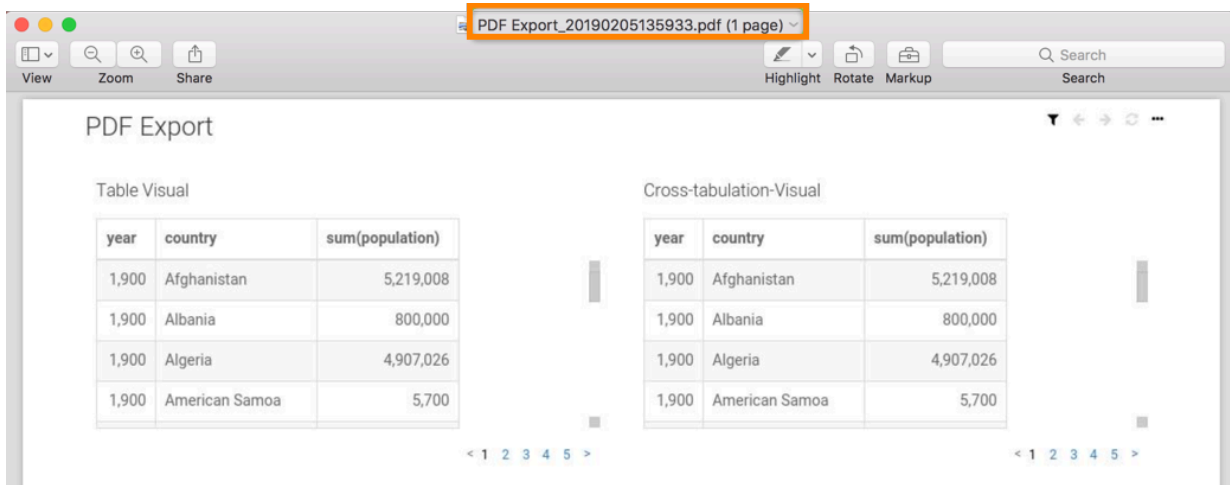 PDF Export_20190205135933.pdf (1 page)
View Zoom Share Highlight Rotate Markup Search Search
PDF Export
Table Visual
year country sum(population)
1,900 Afghanistan 5,219,008
1,900 Albania 800,000
1,900 Algeria 4,907,026
1,900 American Samoa 5,700
< 1 2 3 4 5 >
Cross-tabulation-Visual
year country sum(population)
1,900 Afghanistan 5,219,008
1,900 Albania 800,000
1,900 Algeria 4,907,026
1,900 American Samoa 5,700
< 1 2 3 4 5 >